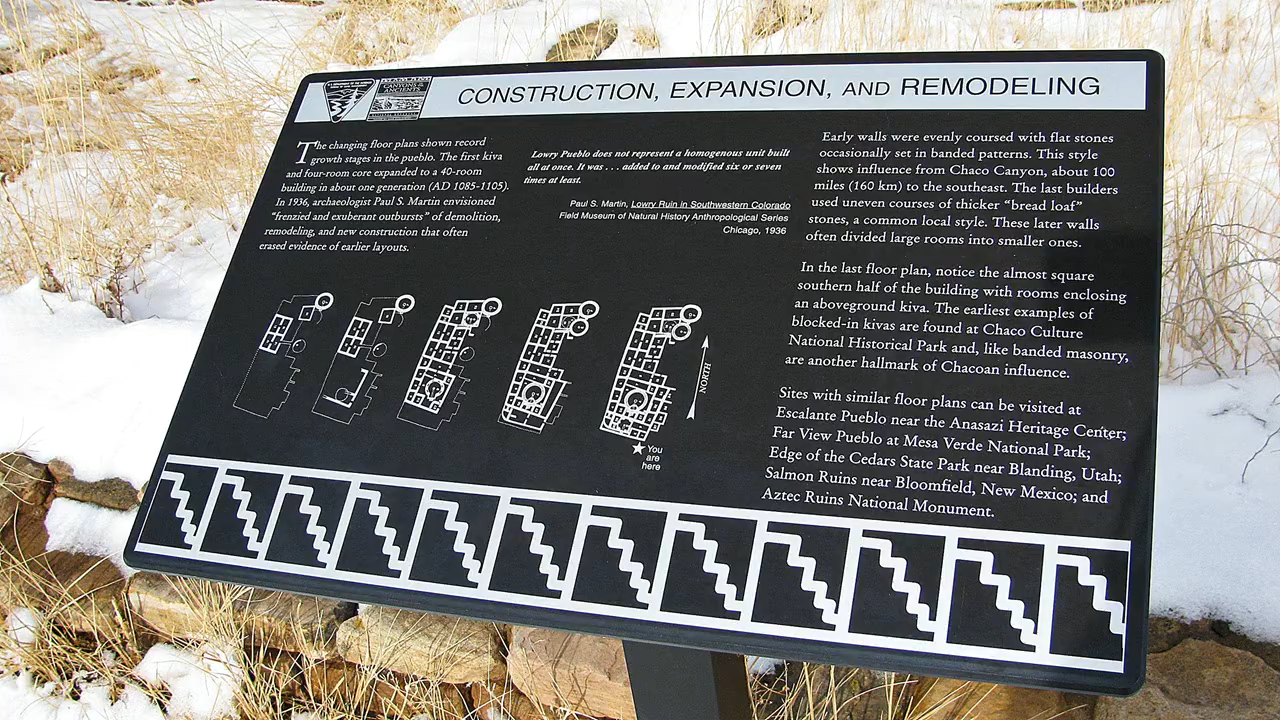 CANYONS OF THE
ANCIENTS
CONSTRUCTION, EXPANSION, AND REMODELING
The changing floor plans shown record
growth stages in the pueblo. The first kiva
and four-room core expanded to a 40-room
building in about one generation (AD 1085-1105).
In 1936, archaeologist Paul S. Martin envisioned
“frenzied and exuberant outbursts” of demolition,
remodeling, and new construction that often
erased evidence of earlier layouts.
Lowry Pueblo does not represent a homogenous unit built
all at once. It was . . . added to and modified six or seven
times at least.
Paul S. Martin, Lowry Ruin in Southwestern Colorado
Field Museum of Natural History Anthropological Series
Chicago, 1936
Early walls were evenly coursed with flat stones
occasionally set in banded patterns. This style
shows influence from Chaco Canyon, about 100
miles (160 km) to the southeast. The last builders
used uneven courses of thicker “bread loaf”
stones, a common local style. These later walls
often divided large rooms into smaller ones.
In the last floor plan, notice the almost square
southern half of the building with rooms enclosing
an aboveground kiva. The earliest examples of
blocked-in kivas are found at Chaco Culture
National Historical Park and, like banded masonry,
are another hallmark of Chacoan influence.
Sites with similar floor plans can be visited at
Escalante Pueblo near the Anasazi Heritage Center;
Far View Pueblo at Mesa Verde National Park;
Edge of the Cedars State Park near Blanding, Utah;
Salmon Ruins near Bloomfield, New Mexico; and
Aztec Ruins National Monument.
NORTH
You
are
here